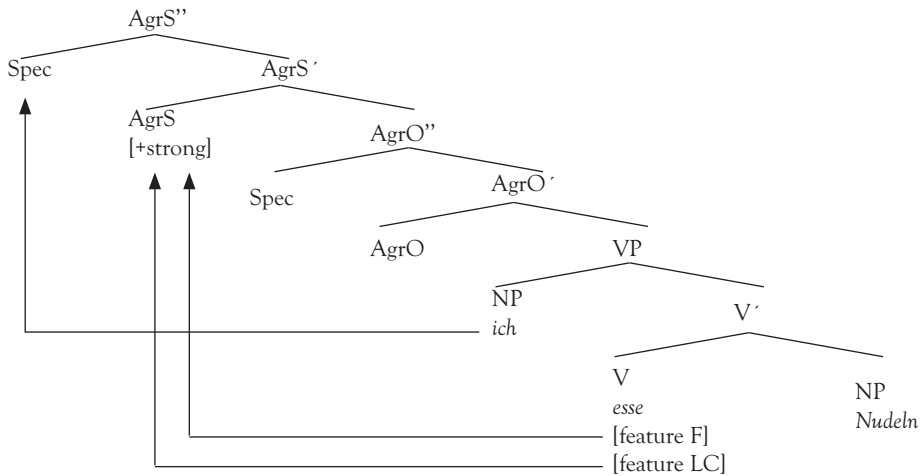 AgrS’’
Spec
AgrS ´
AgrS
[+strong]
AgrO’’
Spec
AgrO ´
AgrO
VP
NP
ich
V ´
V
esse
[feature F]
[feature LC]
NP
Nudeln